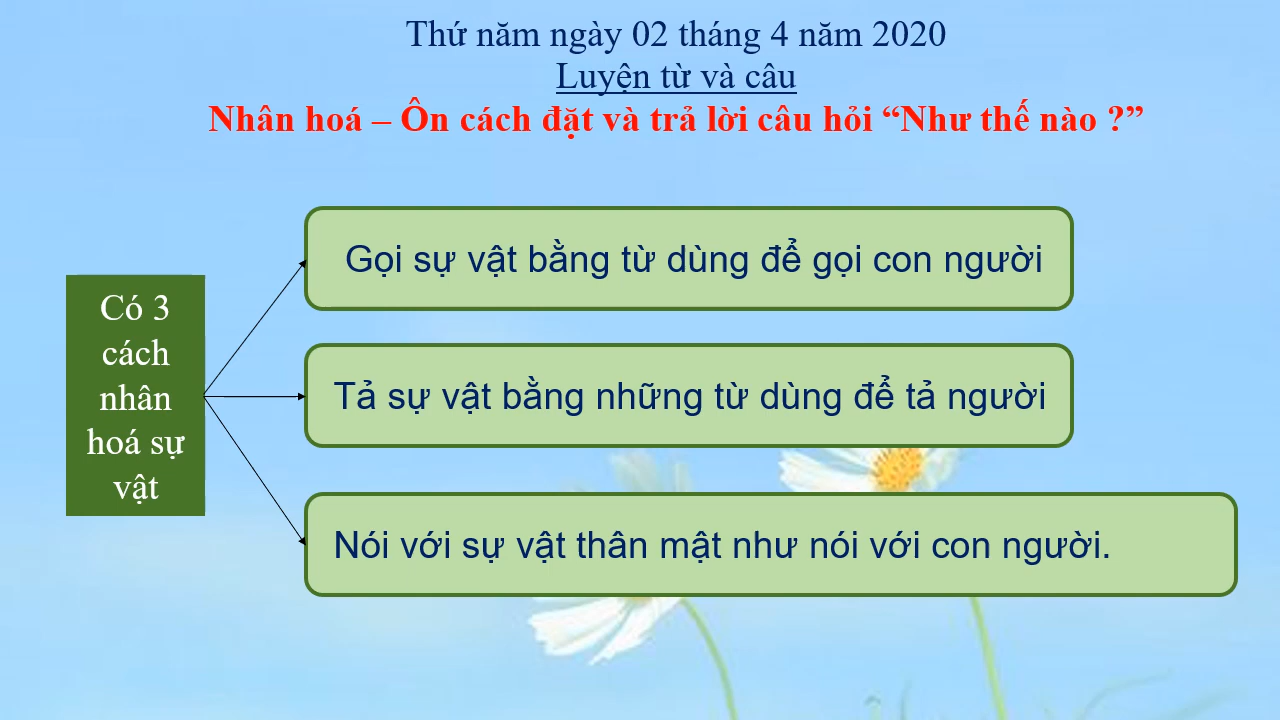 Thứ năm ngày 02 tháng 4 năm 2020
Luyện từ và câu
Nhân hoá – Ôn cách đặt và trả lời câu hỏi “Như thế nào ?”
Có 3
cách
nhân
hoá sự
vật
Gọi sự vật bằng từ dùng để gọi con người
Tả sự vật bằng những từ dùng để tả người
Nói với sự vật thân mật như nói với con người.